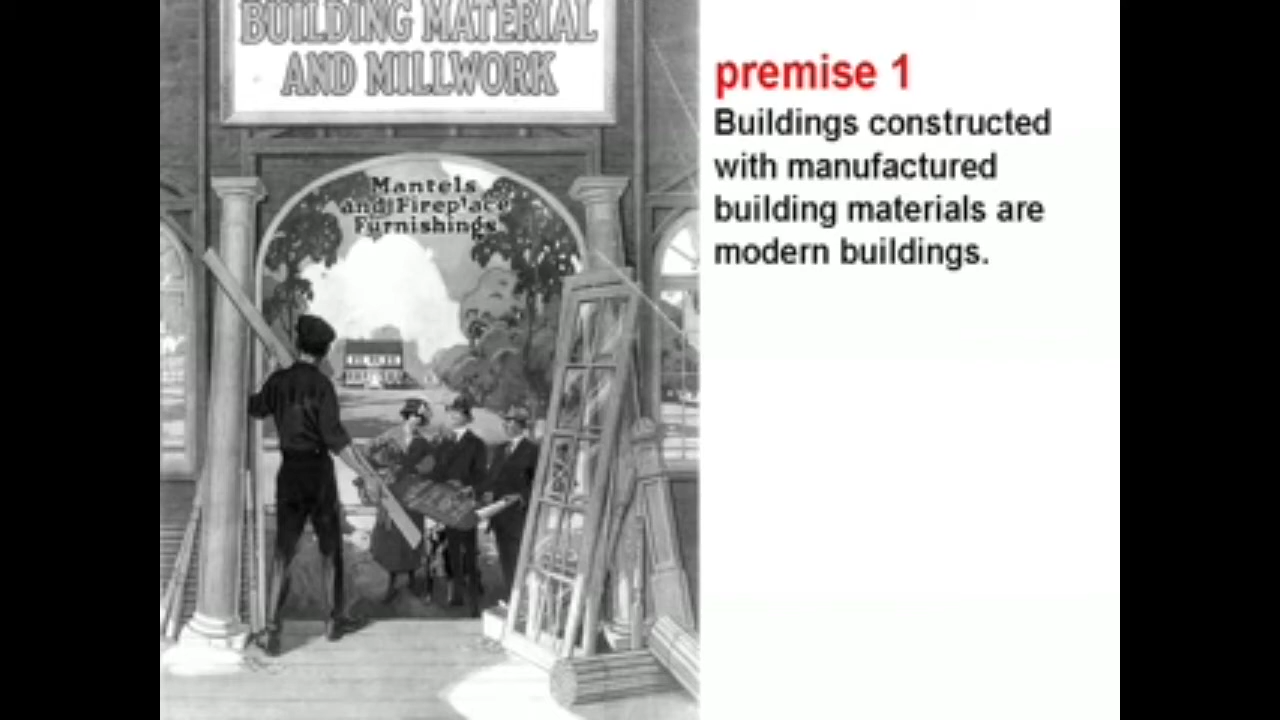 BUILDING MATERIAL
AND MILLWORK
Mantels
and Fireplace
Furnishings
premise 1
Buildings constructed
with manufactured
building materials are
modern buildings.